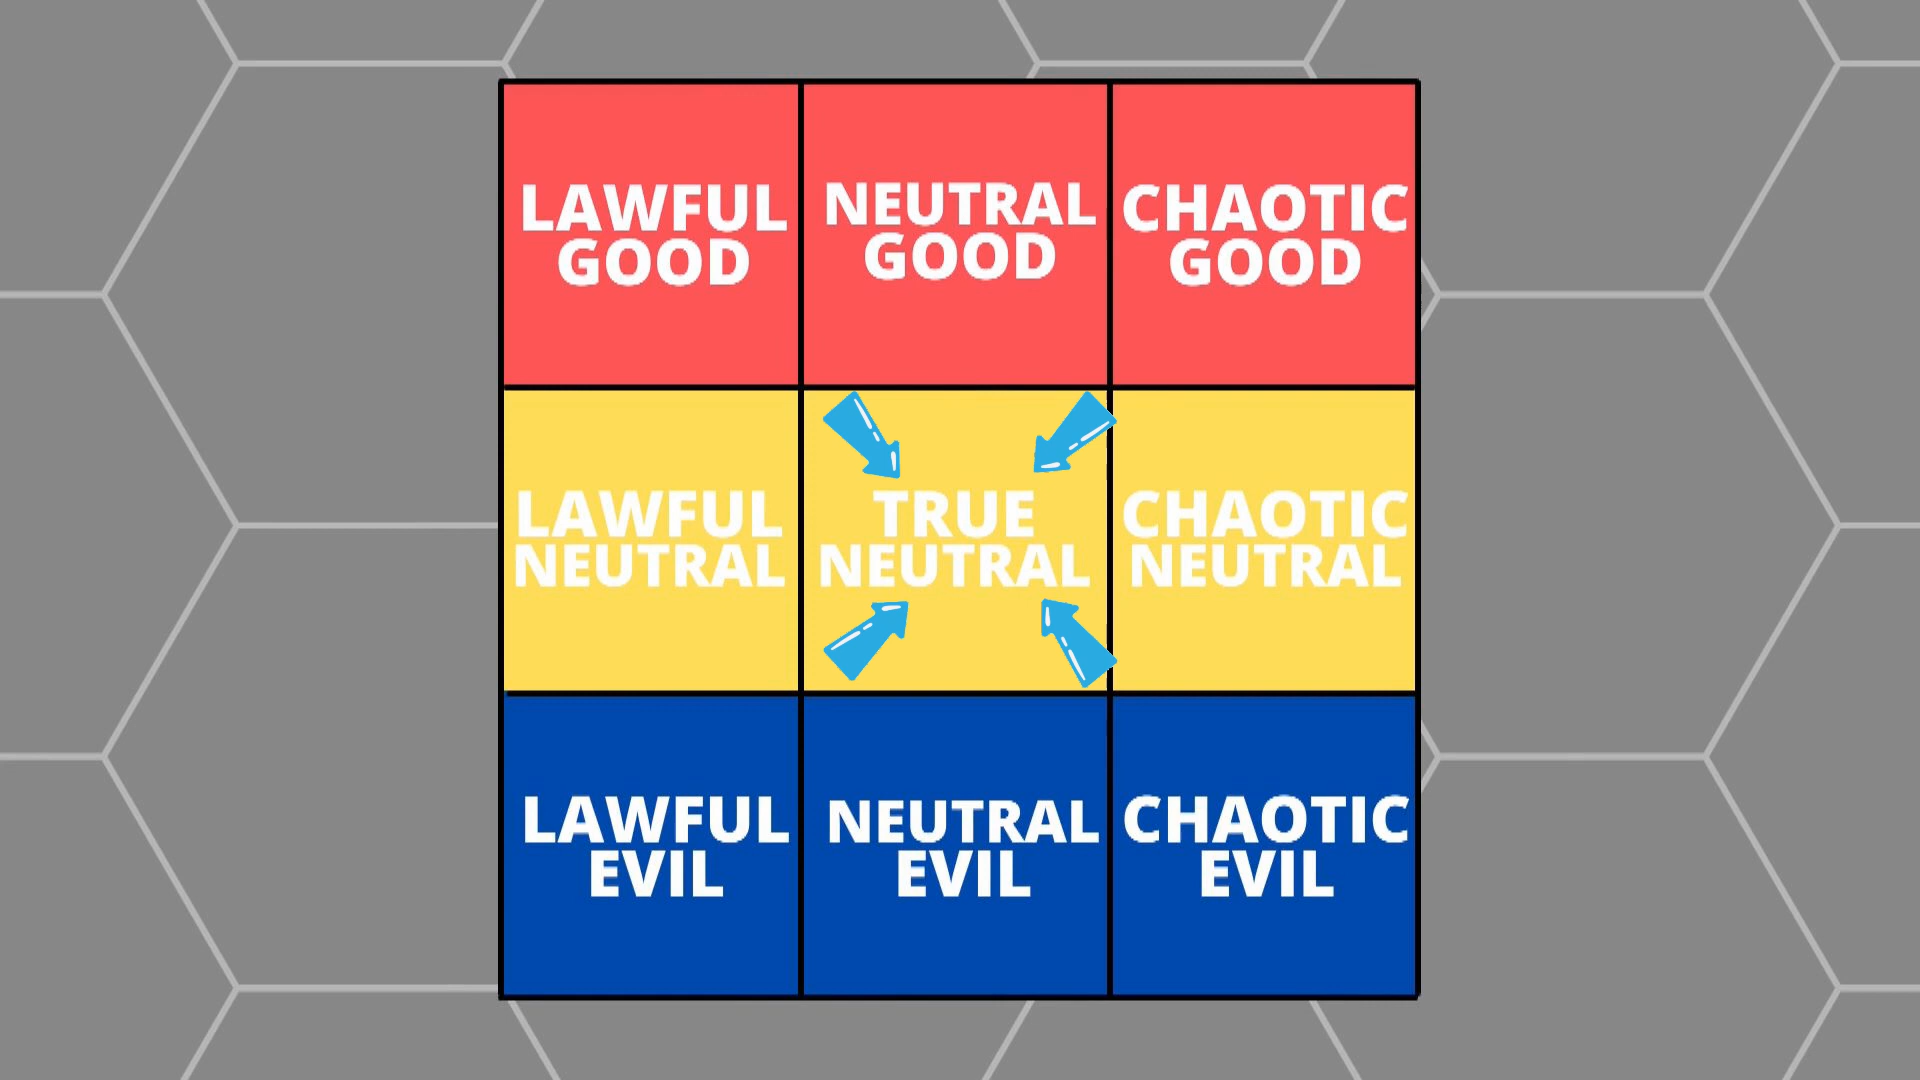 LAWFUL
GOOD
NEUTRAL
GOOD
CHAOTIC
GOOD
LAWFUL
NEUTRAL
TRUE
NEUTRAL
CHAOTIC
NEUTRAL
LAWFUL
EVIL
NEUTRAL
EVIL
CHAOTIC
EVIL